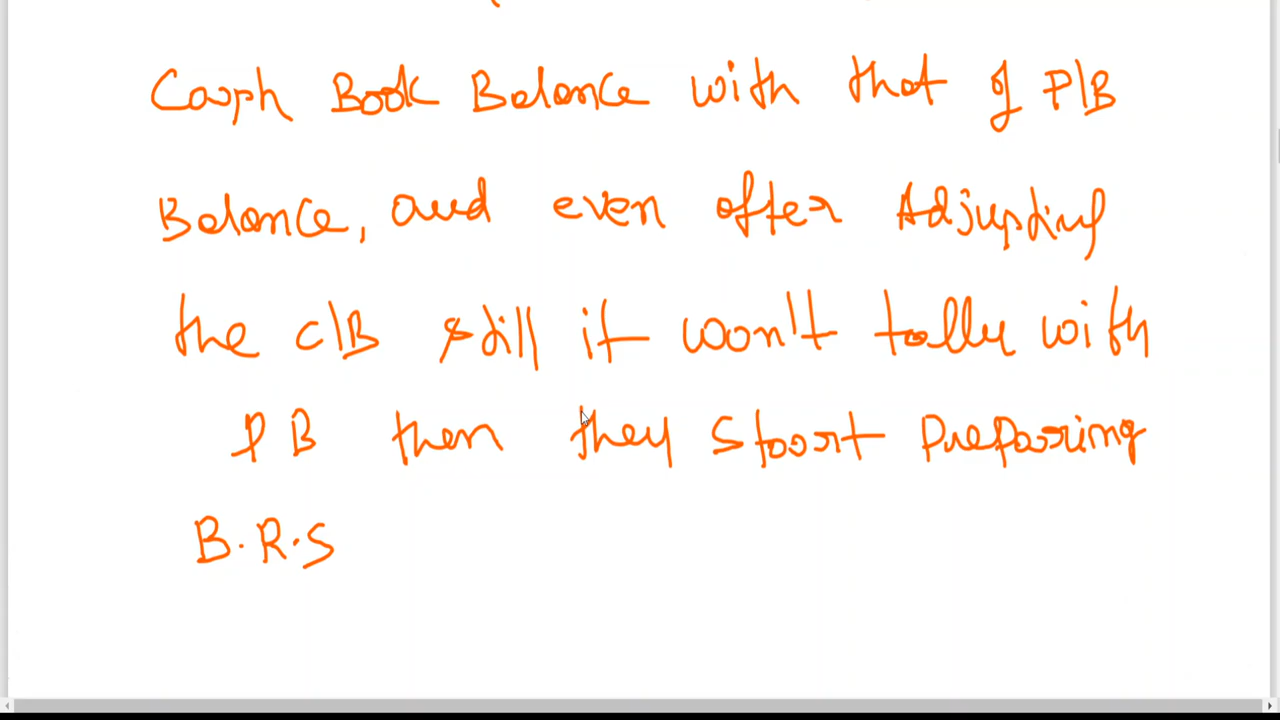 Cash Book Balance with that of P/B
Balance, and even after Adjusting
the C/B still it won't tally with
P B then they Start Preparing
B.R.S